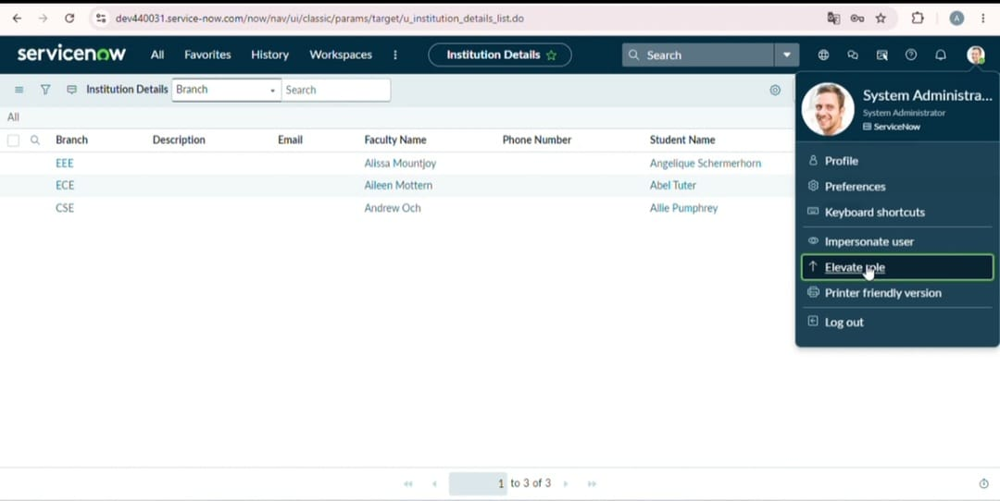 dev440031.service-now.com/now/nav/ui/classic/params/target/u_institution_details_list.do
A
servicenow All Favorites History Workspaces Institution Details Search
System Administra...
System Administrator
ServiceNow
Institution Details Branch Search
All
Branch Description Email Faculty Name Phone Number Student Name
EEE Alissa Mountjoy Angelique Schermerhorn
ECE Aileen Mottern Abel Tuter
CSE Andrew Och Allie Pumphrey
Profile
Preferences
Keyboard shortcuts
Impersonate user
Elevate role
Printer friendly version
Log out
1 to 3 of 3